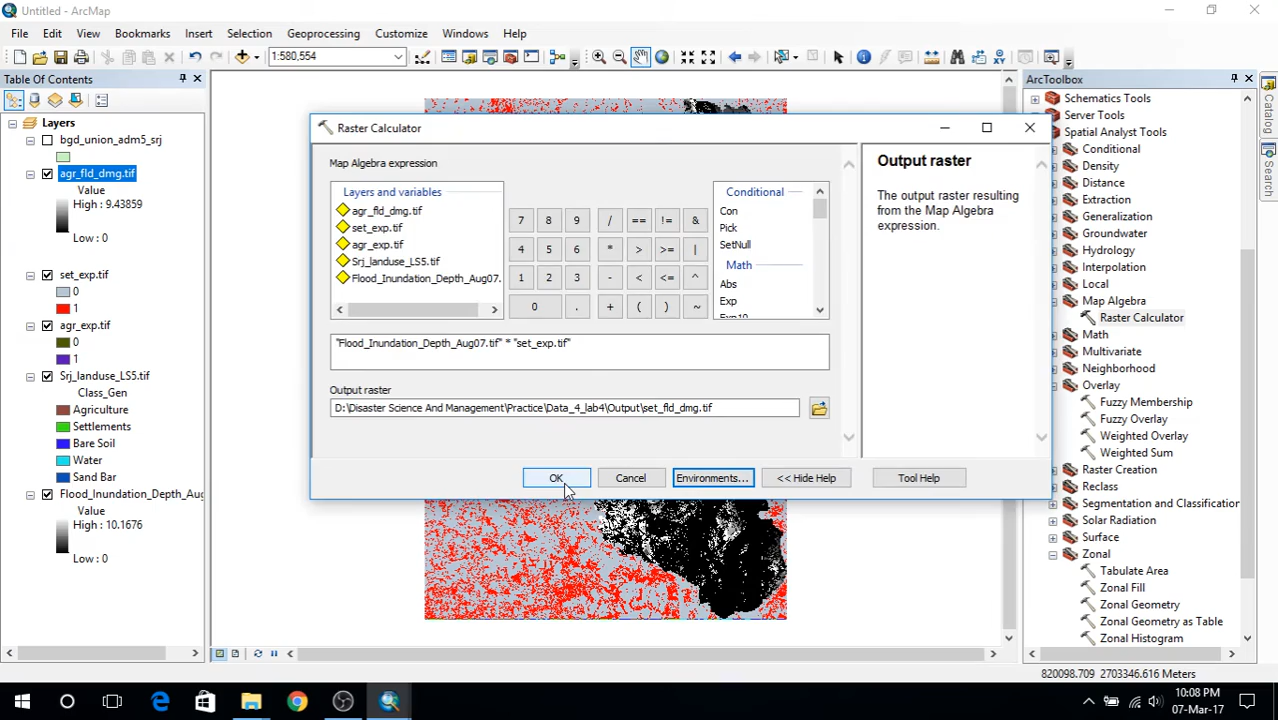 Untitled - ArcMap
File Edit View Bookmarks Insert Selection Geoprocessing Customize Windows Help
1:580,554
Table Of Contents
Layers
bgd_union_adm5_srj
agr_fld_dmg.tif
Value
High : 9.43859
Low : 0
set_exp.tif
0
1
agr_exp.tif
0
1
Srj_landuse_LS5.tif
Class_Gen
Agriculture
Settlements
Bare Soil
Water
Sand Bar
Flood_Inundation_Depth_Aug
Value
High : 10.1676
Low : 0
Raster Calculator
Map Algebra expression
Layers and variables
agr_fld_dmg.tif
set_exp.tif
agr_exp.tif
Srj_landuse_LS5.tif
Flood_Inundation_Depth_Aug07.
7 8 9 / == != &
4 5 6 * > >= |
1 2 3 - < <= ^
0 . + ( ) ~
Conditional
Con
Pick
SetNull
Math
Abs
Exp
Exp10
"Flood_Inundation_Depth_Aug07.tif" * "set_exp.tif"
Output raster
D:\Disaster Science And Management\Practice\Data_4_lab4\Output\set_fld_dmg.tif
OK Cancel Environments... << Hide Help Tool Help
Output raster
The output raster resulting
from the Map Algebra
expression.
ArcToolbox
Schematics Tools
Server Tools
Spatial Analyst Tools
Conditional
Density
Distance
Extraction
Generalization
Groundwater
Hydrology
Interpolation
Local
Map Algebra
Raster Calculator
Math
Multivariate
Neighborhood
Overlay
Fuzzy Membership
Fuzzy Overlay
Weighted Overlay
Weighted Sum
Raster Creation
Reclass
Segmentation and Classification
Solar Radiation
Surface
Zonal
Tabulate Area
Zonal Fill
Zonal Geometry
Zonal Geometry as Table
Zonal Histogram
Catalog
Search
820098.709 2703346.616 Meters
10:08 PM
07-Mar-17